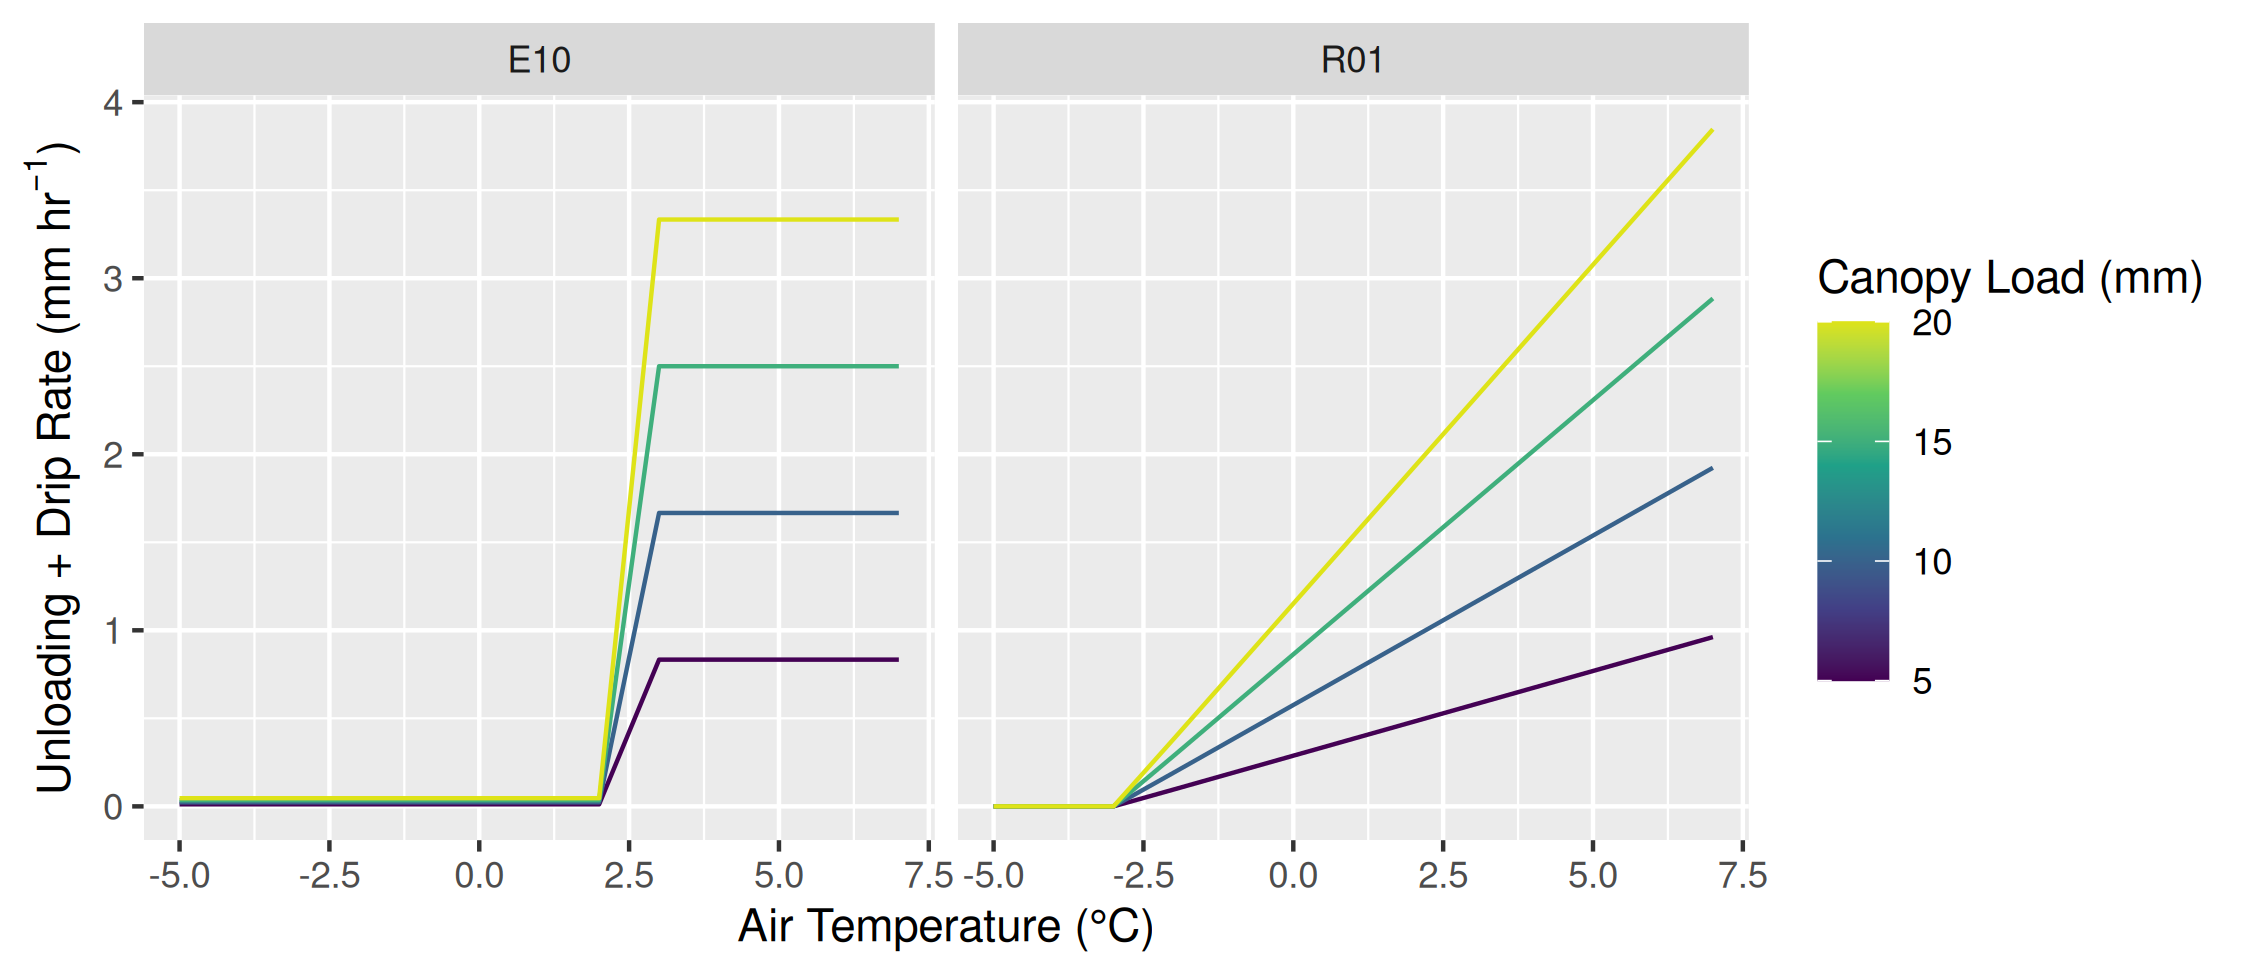 E10
R01
4
3
2
1
0
Unloading + Drip Rate (mm hr⁻¹)
-5.0 -2.5 0.0 2.5 5.0 7.5
-5.0 -2.5 0.0 2.5 5.0 7.5
Air Temperature (°C)
Canopy Load (mm)
20
15
10
5